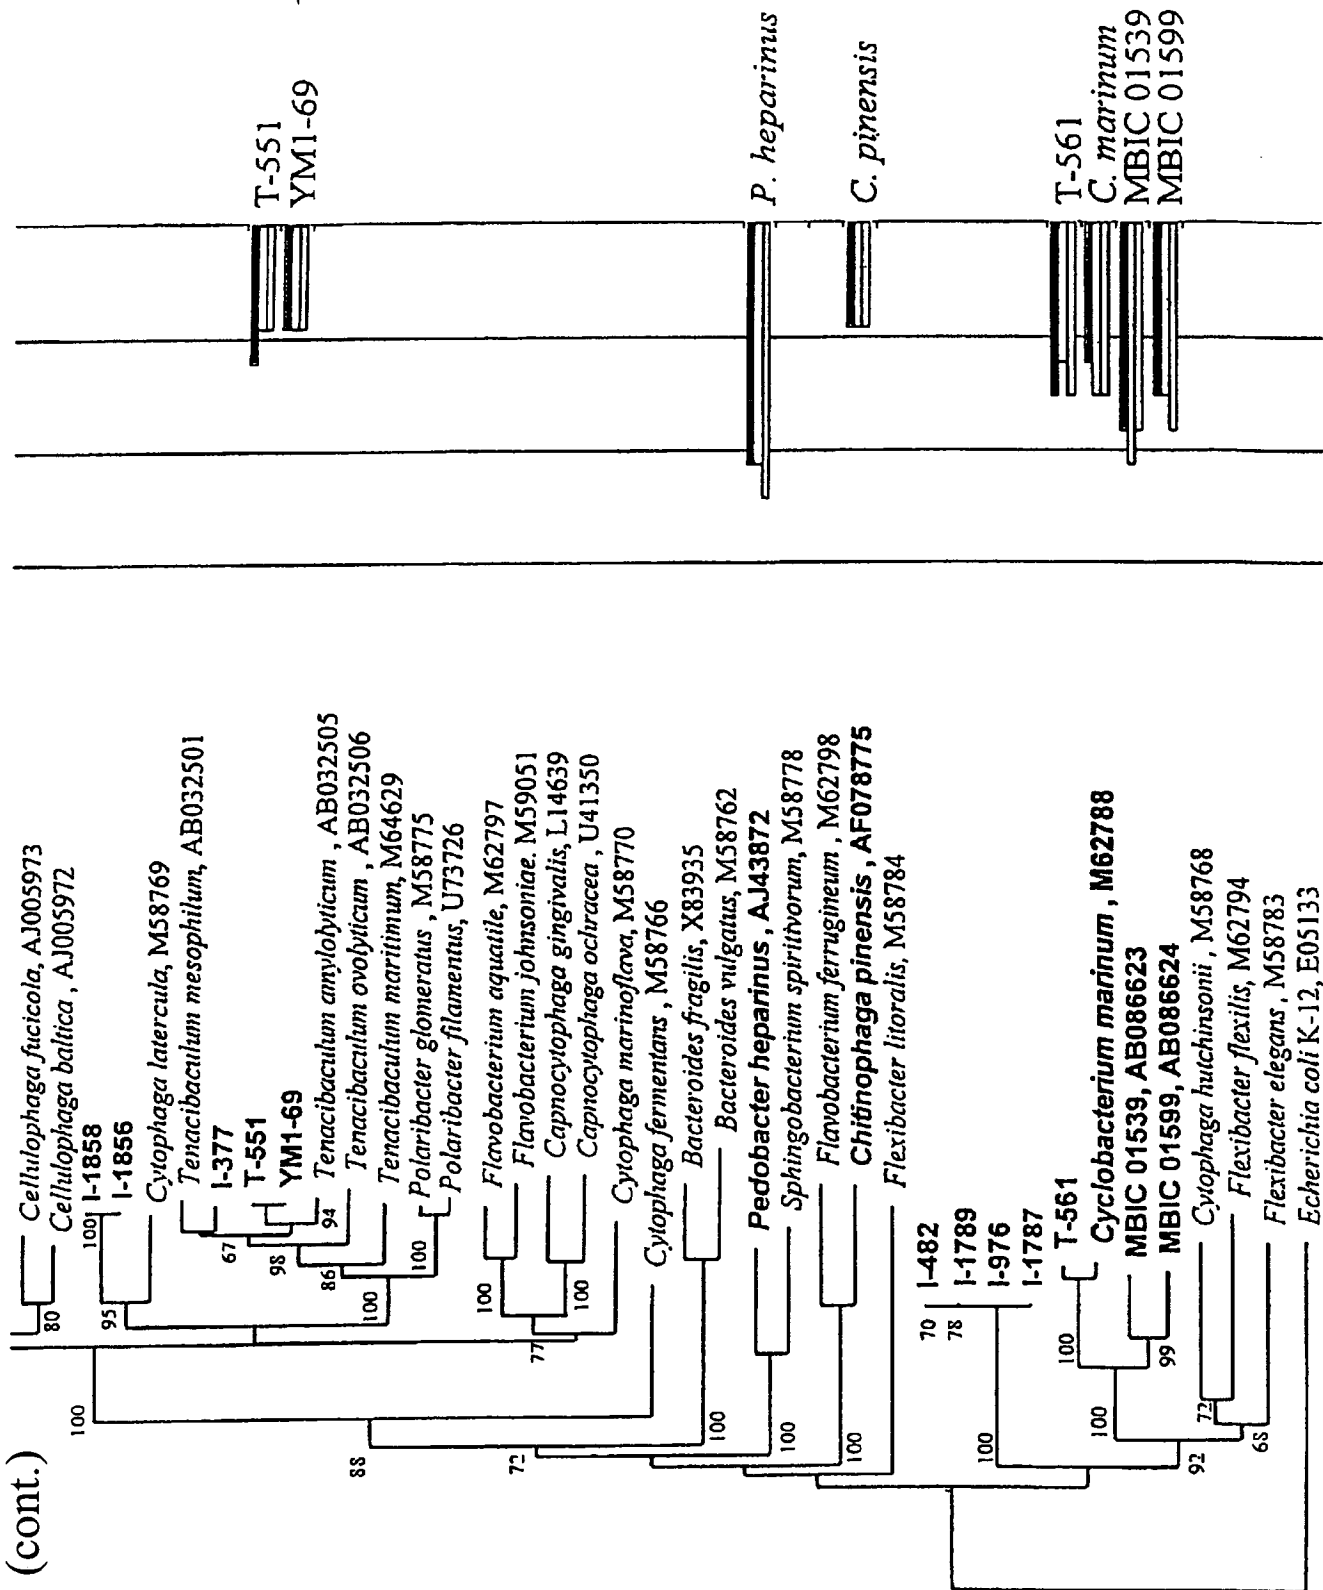 (cont.)
Cellulophaga fucicola, AJ005973
Cellulophaga baltica , AJ005972
I-1858
I-1856
Cytophaga latercula, M58769
Tenacibaculum mesophilum, AB032501
I-377
T-551
YM1-69
Tenacibaculum amylolyticum , AB032505
Tenacibaculum ovolyticum , AB032506
Tenacibaculum maritimum, M64629
Polaribacter glomeratus , M58775
Polaribacter filamentus, U73726
Flavobacterium aquatile, M62797
Flavobacterium johnsoniae. M59051
Capnocytophaga gingivalis, L14639
Capnocytophaga ochracea , U41350
Cytophaga marinoflava, M58770
Cytophaga fermentans , M58766
Bacteroides fragilis, X83935
Bacteroides vulgatus, M58762
Pedobacter heparinus , AJ43872
Sphingobacterium spiritivorum, M58778
Flavobacterium ferrugineum , M62798
Chitinophaga pinensis , AF078775
Flexibacter litoralis, M58784
I-482
I-1789
I-976
I-1787
T-561
Cyclobacterium marinum , M62788
MBIC 01539, AB086623
MBIC 01599, AB086624
Cytophaga hutchinsonii , M58768
Flexibacter flexilis, M62794
Flexibacter elegans , M58783
Echerichia coli K-12, E05133
80
100
95
67
94
98
86
100
100
100
100
77
100
88
100
72
100
100
70
78
100
100
99
100
72
68
92
T-551
YM1-69
P. heparinus
C. pinensis
T-561
C. marinum
MBIC 01539
MBIC 01599